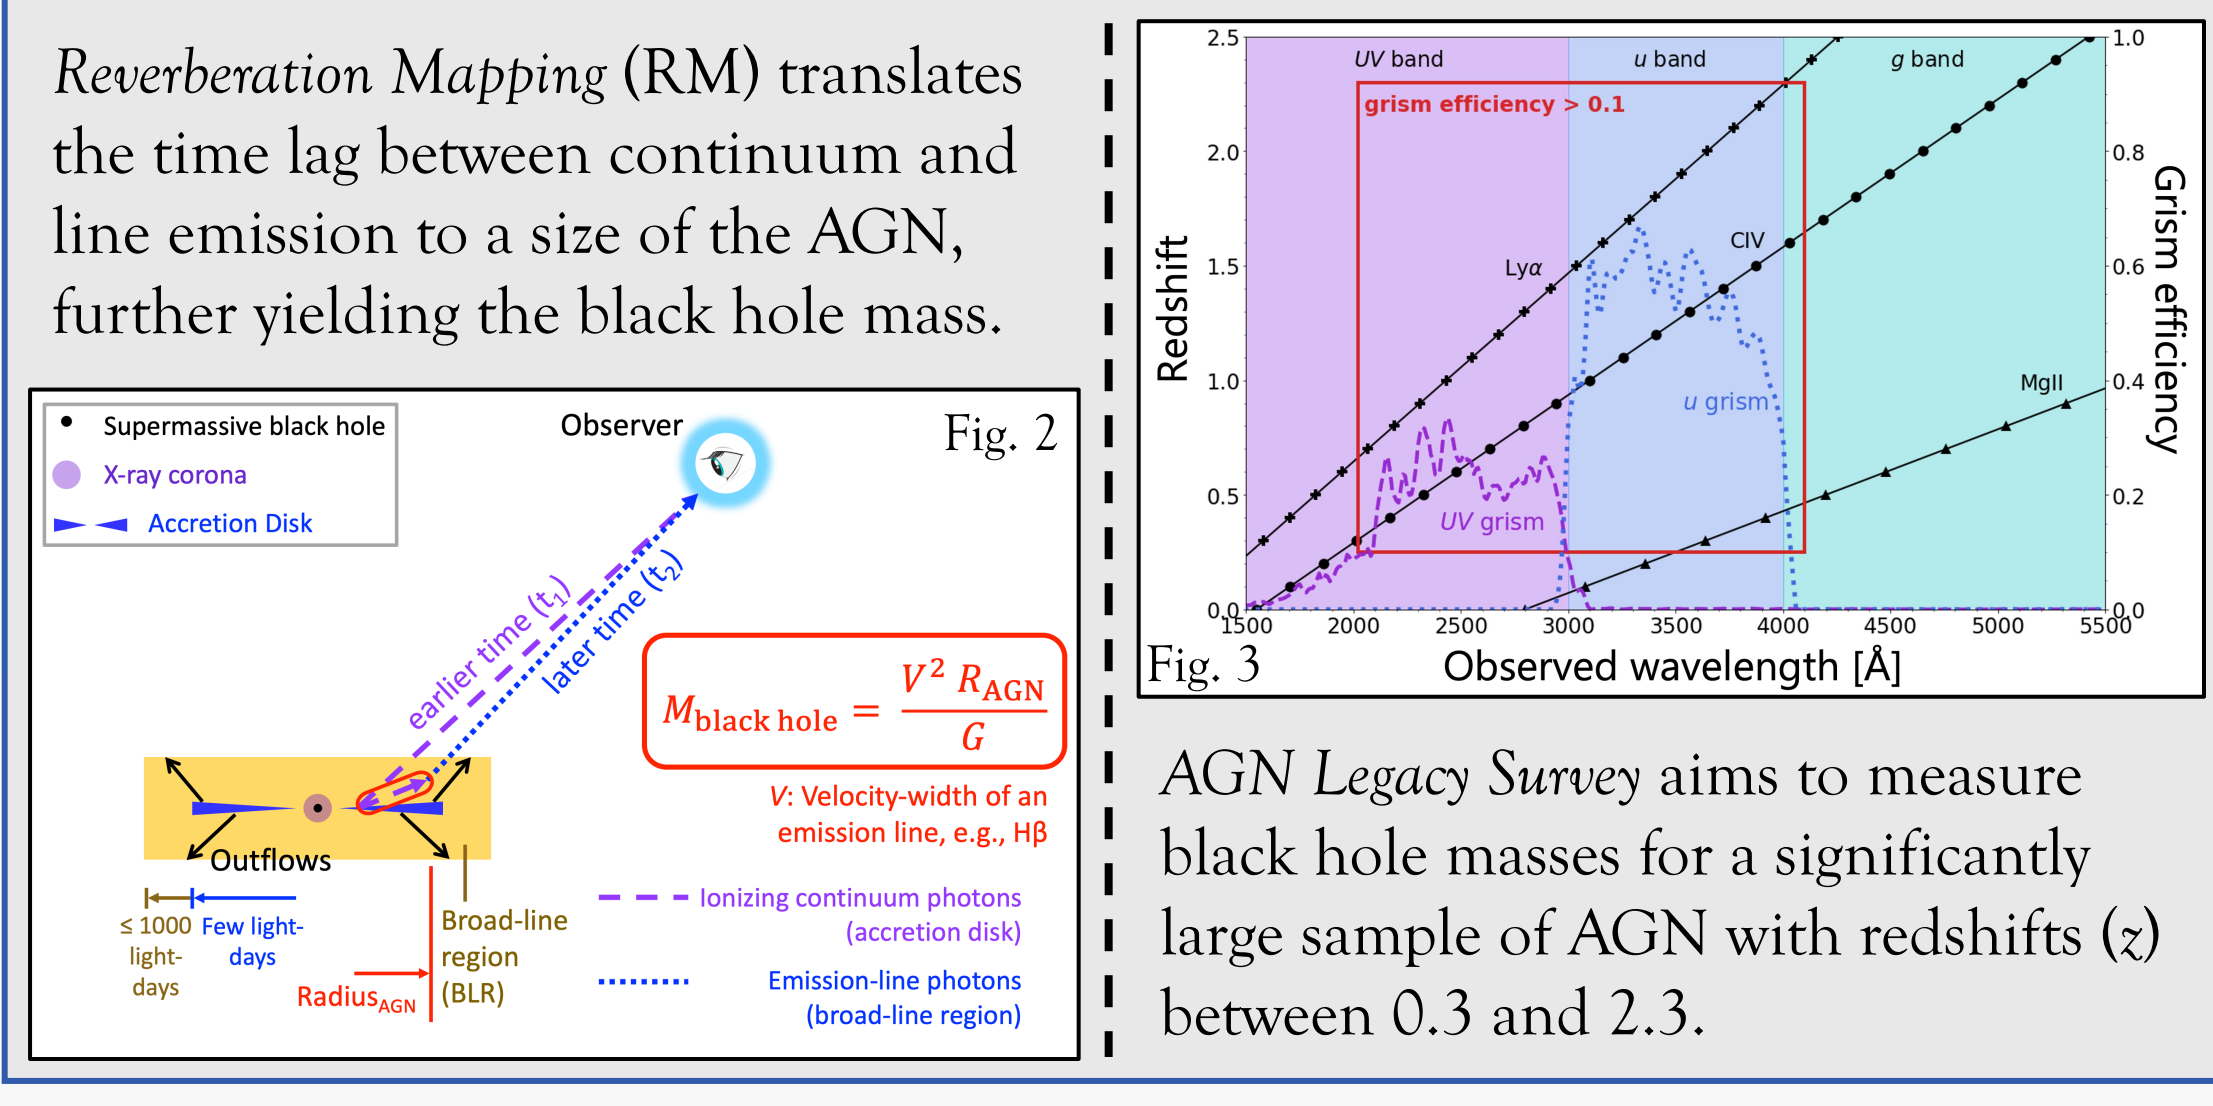 Reverberation Mapping (RM) translates
the time lag between continuum and
line emission to a size of the AGN,
further yielding the black hole mass.
Supermassive black hole
X-ray corona
Accretion Disk
Observer
Fig. 2
earlier time (t₁)
later time (t₂)
M_black hole = V² R_AGN / G
V: Velocity-width of an
emission line, e.g., Hβ
Outflows
≤ 1000
light-
days
Few light-
days
Radius_AGN
Broad-line
region
(BLR)
Ionizing continuum photons
(accretion disk)
Emission-line photons
(broad-line region)
UV band
u band
g band
grism efficiency > 0.1
Lyα
CIV
MgII
u grism
UV grism
Redshift
2.5
2.0
1.5
1.0
0.5
0.0
Grism efficiency
1.0
0.8
0.6
0.4
0.2
0.0
1500 2000 2500 3000 3500 4000 4500 5000 5500
Observed wavelength [Å]
Fig. 3
AGN Legacy Survey aims to measure
black hole masses for a significantly
large sample of AGN with redshifts (z)
between 0.3 and 2.3.